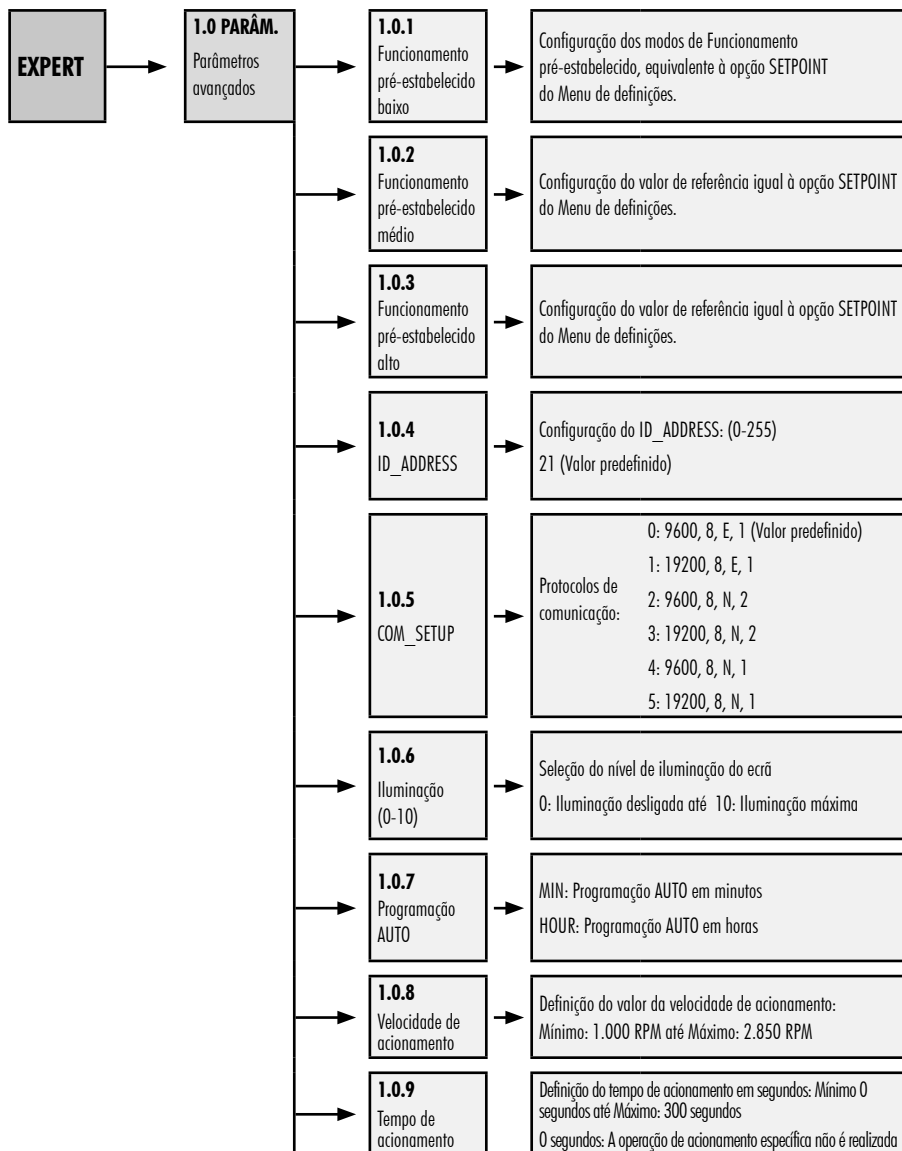 EXPERT
1.0 PARÂM.
Parâmetros
avançados
1.0.1
Funcionamento
pré-estabelecido
baixo
Configuração dos modos de Funcionamento
pré-estabelecido, equivalente à opção SETPOINT
do Menu de definições.
1.0.2
Funcionamento
pré-estabelecido
médio
Configuração do valor de referência igual à opção SETPOINT
do Menu de definições.
1.0.3
Funcionamento
pré-estabelecido
alto
Configuração do valor de referência igual à opção SETPOINT
do Menu de definições.
1.0.4
ID_ADDRESS
Configuração do ID_ADDRESS: (0-255)
21 (Valor predefinido)
1.0.5
COM_SETUP
Protocolos de
comunicação:
0: 9600, 8, E, 1 (Valor predefinido)
1: 19200, 8, E, 1
2: 9600, 8, N, 2
3: 19200, 8, N, 2
4: 9600, 8, N, 1
5: 19200, 8, N, 1
1.0.6
Iluminação
(0-10)
Seleção do nível de iluminação do ecrã
0: Iluminação desligada até 10: Iluminação máxima
1.0.7
Programação
AUTO
MIN: Programação AUTO em minutos
HOUR: Programação AUTO em horas
1.0.8
Velocidade de
acionamento
Definição do valor da velocidade de acionamento:
Mínimo: 1.000 RPM até Máximo: 2.850 RPM
1.0.9
Tempo de
acionamento
Definição do tempo de acionamento em segundos: Mínimo 0
segundos até Máximo: 300 segundos
0 segundos: A operação de acionamento específica não é realizada